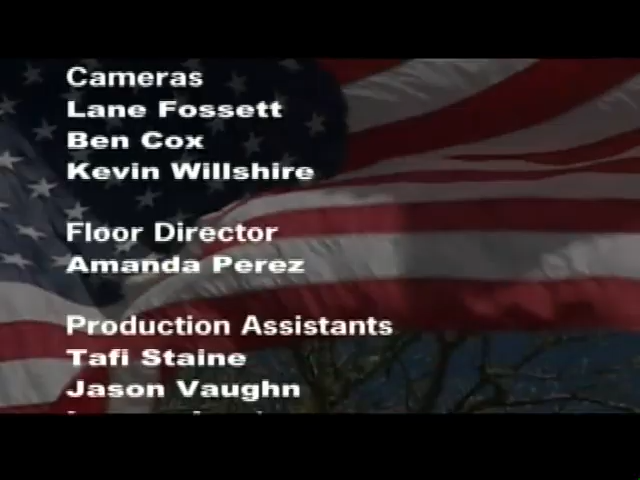 Cameras
Lane Fossett
Ben Cox
Kevin Willshire
Floor Director
Amanda Perez
Production Assistants
Tafi Staine
Jason Vaughn